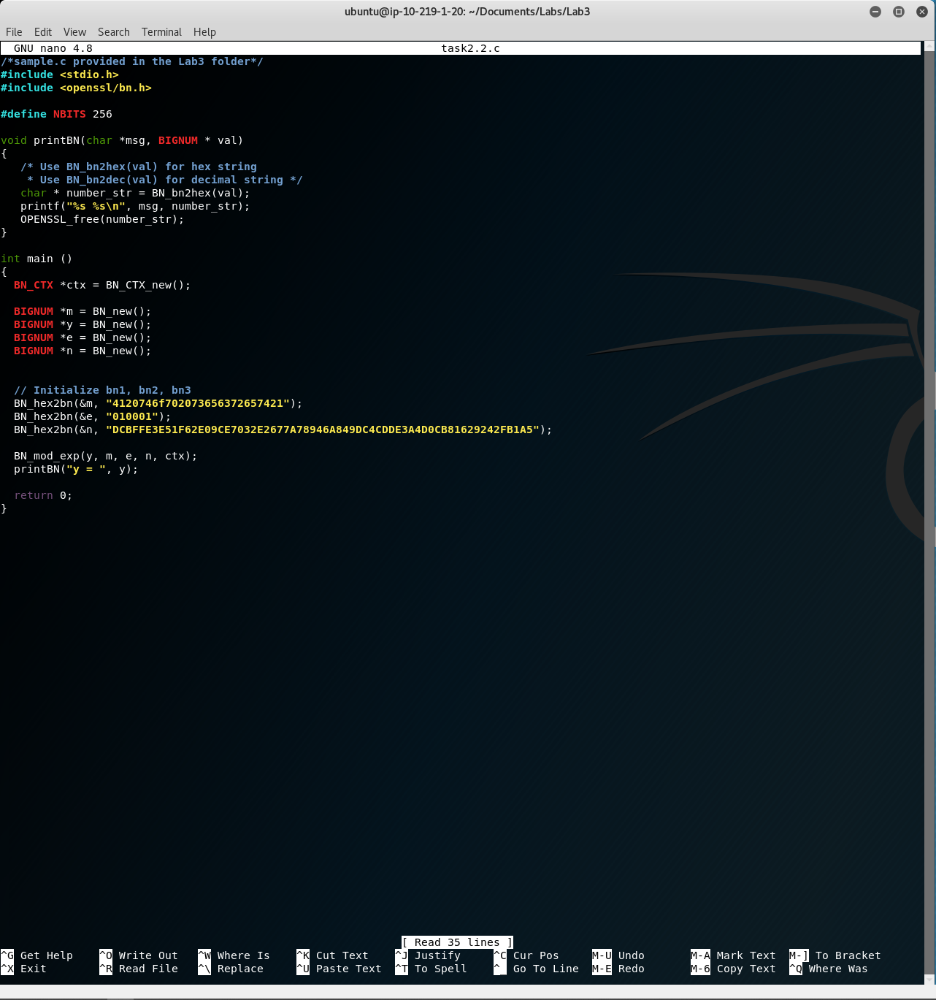 ubuntu@ip-10-219-1-20: ~/Documents/Labs/Lab3
File Edit View Search Terminal Help
GNU nano 4.8 task2.2.c
/*sample.c provided in the Lab3 folder*/
#include <stdio.h>
#include <openssl/bn.h>
#define NBITS 256
void printBN(char *msg, BIGNUM * val)
{
/* Use BN_bn2hex(val) for hex string
* Use BN_bn2dec(val) for decimal string */
char * number_str = BN_bn2hex(val);
printf("%s %s\n", msg, number_str);
OPENSSL_free(number_str);
}
int main ()
{
BN_CTX *ctx = BN_CTX_new();
BIGNUM *m = BN_new();
BIGNUM *y = BN_new();
BIGNUM *e = BN_new();
BIGNUM *n = BN_new();
// Initialize bn1, bn2, bn3
BN_hex2bn(&m, "4120746f702073656372657421");
BN_hex2bn(&e, "010001");
BN_hex2bn(&n, "DCBFFE3E51F62E09CE7032E2677A78946A849DC4CDDE3A4D0CB81629242FB1A5");
BN_mod_exp(y, m, e, n, ctx);
printBN("y = ", y);
return 0;
}
[ Read 35 lines ]
^G Get Help ^O Write Out ^W Where Is ^K Cut Text ^J Justify ^C Cur Pos M-U Undo M-A Mark Text M-] To Bracket
^X Exit ^R Read File ^\ Replace ^U Paste Text ^T To Spell ^_ Go To Line M-E Redo M-6 Copy Text ^Q Where Was